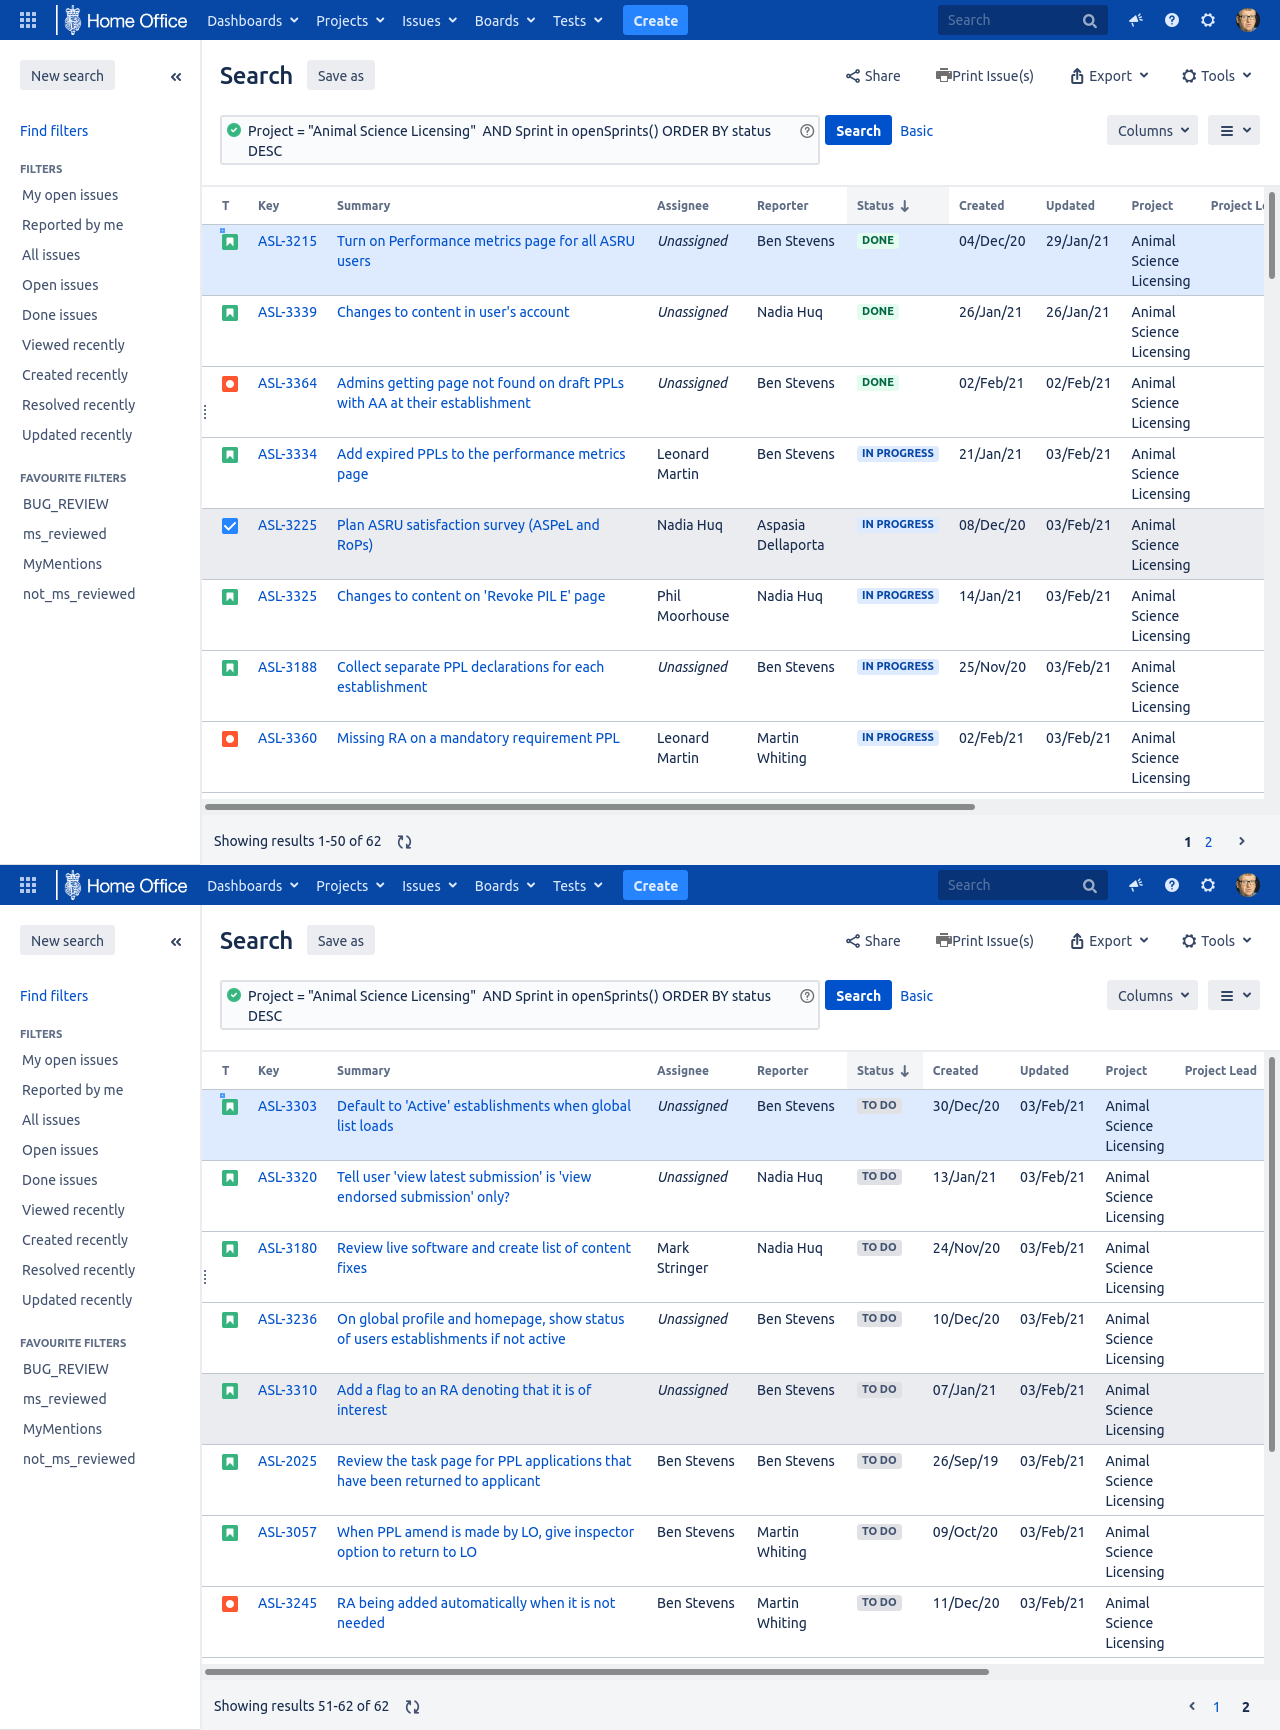 Home Office Dashboards Projects Issues Boards Tests Create Search
New search
Search Save as Share Print Issue(s) Export Tools
Find filters
Project = "Animal Science Licensing"  AND Sprint in openSprints() ORDER BY status
DESC
Search Basic Columns
FILTERS
My open issues
Reported by me
All issues
Open issues
Done issues
Viewed recently
Created recently
Resolved recently
Updated recently
FAVOURITE FILTERS
BUG_REVIEW
ms_reviewed
MyMentions
not_ms_reviewed
T Key Summary Assignee Reporter Status Created Updated Project Project Le
ASL-3215 Turn on Performance metrics page for all ASRU Unassigned Ben Stevens DONE 04/Dec/20 29/Jan/21 Animal
users Science
Licensing
ASL-3339 Changes to content in user's account Unassigned Nadia Huq DONE 26/Jan/21 26/Jan/21 Animal
Science
Licensing
ASL-3364 Admins getting page not found on draft PPLs Unassigned Ben Stevens DONE 02/Feb/21 02/Feb/21 Animal
with AA at their establishment Science
Licensing
ASL-3334 Add expired PPLs to the performance metrics Leonard Ben Stevens IN PROGRESS 21/Jan/21 03/Feb/21 Animal
page Martin Science
Licensing
ASL-3225 Plan ASRU satisfaction survey (ASPeL and Nadia Huq Aspasia IN PROGRESS 08/Dec/20 03/Feb/21 Animal
RoPs) Dellaporta Science
Licensing
ASL-3325 Changes to content on 'Revoke PIL E' page Phil Nadia Huq IN PROGRESS 14/Jan/21 03/Feb/21 Animal
Moorhouse Science
Licensing
ASL-3188 Collect separate PPL declarations for each Unassigned Ben Stevens IN PROGRESS 25/Nov/20 03/Feb/21 Animal
establishment Science
Licensing
ASL-3360 Missing RA on a mandatory requirement PPL Leonard Martin IN PROGRESS 02/Feb/21 03/Feb/21 Animal
Martin Whiting Science
Licensing
Showing results 1-50 of 62 1 2
Home Office Dashboards Projects Issues Boards Tests Create Search
New search
Search Save as Share Print Issue(s) Export Tools
Find filters
Project = "Animal Science Licensing"  AND Sprint in openSprints() ORDER BY status
DESC
Search Basic Columns
FILTERS
My open issues
Reported by me
All issues
Open issues
Done issues
Viewed recently
Created recently
Resolved recently
Updated recently
FAVOURITE FILTERS
BUG_REVIEW
ms_reviewed
MyMentions
not_ms_reviewed
T Key Summary Assignee Reporter Status Created Updated Project Project Lead
ASL-3303 Default to 'Active' establishments when global Unassigned Ben Stevens TO DO 30/Dec/20 03/Feb/21 Animal
list loads Science
Licensing
ASL-3320 Tell user 'view latest submission' is 'view Unassigned Nadia Huq TO DO 13/Jan/21 03/Feb/21 Animal
endorsed submission' only? Science
Licensing
ASL-3180 Review live software and create list of content Mark Nadia Huq TO DO 24/Nov/20 03/Feb/21 Animal
fixes Stringer Science
Licensing
ASL-3236 On global profile and homepage, show status Unassigned Ben Stevens TO DO 10/Dec/20 03/Feb/21 Animal
of users establishments if not active Science
Licensing
ASL-3310 Add a flag to an RA denoting that it is of Unassigned Ben Stevens TO DO 07/Jan/21 03/Feb/21 Animal
interest Science
Licensing
ASL-2025 Review the task page for PPL applications that Ben Stevens Ben Stevens TO DO 26/Sep/19 03/Feb/21 Animal
have been returned to applicant Science
Licensing
ASL-3057 When PPL amend is made by LO, give inspector Ben Stevens Martin TO DO 09/Oct/20 03/Feb/21 Animal
option to return to LO Whiting Science
Licensing
ASL-3245 RA being added automatically when it is not Ben Stevens Martin TO DO 11/Dec/20 03/Feb/21 Animal
needed Whiting Science
Licensing
Showing results 51-62 of 62 1 2